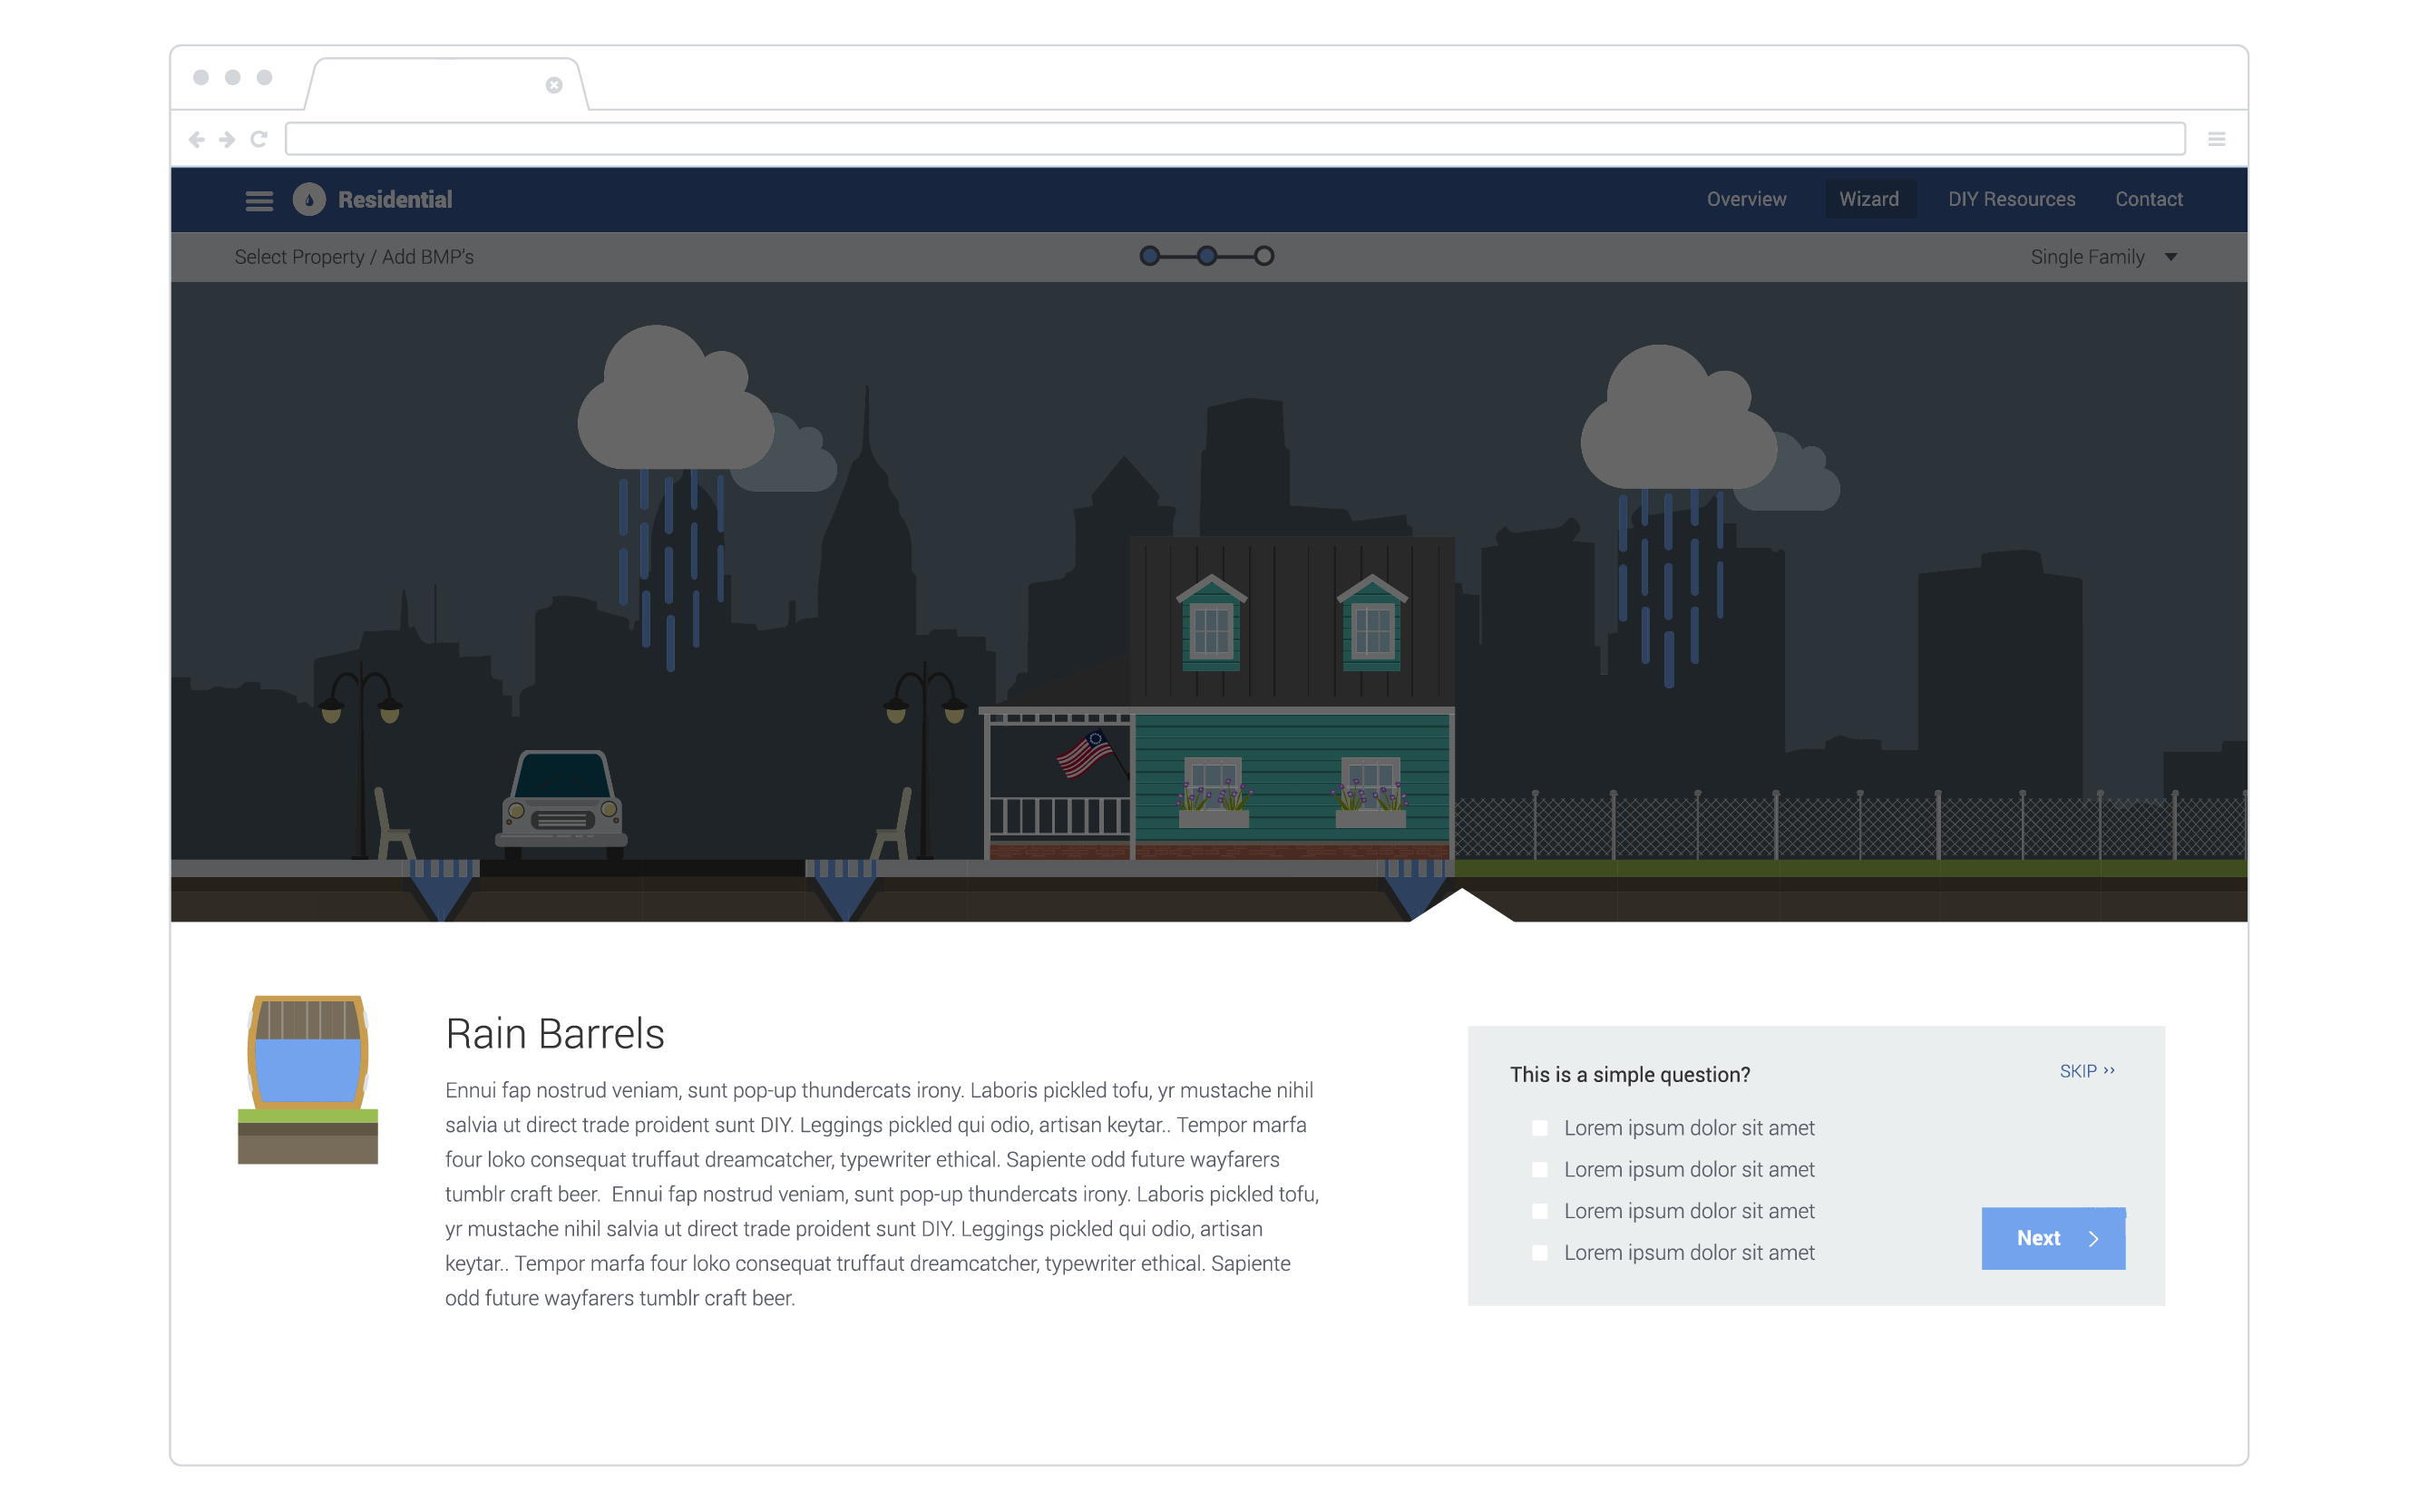 Residential
Overview
Wizard
DIY Resources
Contact
Select Property / Add BMP's
Single Family
Rain Barrels
Ennui fap nostrud veniam, sunt pop-up thundercats irony. Laboris pickled tofu, yr mustache nihil
salvia ut direct trade proident sunt DIY. Leggings pickled qui odio, artisan keytar.. Tempor marfa
four loko consequat truffaut dreamcatcher, typewriter ethical. Sapiente odd future wayfarers
tumblr craft beer.  Ennui fap nostrud veniam, sunt pop-up thundercats irony. Laboris pickled tofu,
yr mustache nihil salvia ut direct trade proident sunt DIY. Leggings pickled qui odio, artisan
keytar.. Tempor marfa four loko consequat truffaut dreamcatcher, typewriter ethical. Sapiente
odd future wayfarers tumblr craft beer.
This is a simple question?
SKIP ››
Lorem ipsum dolor sit amet
Lorem ipsum dolor sit amet
Lorem ipsum dolor sit amet
Lorem ipsum dolor sit amet
Next